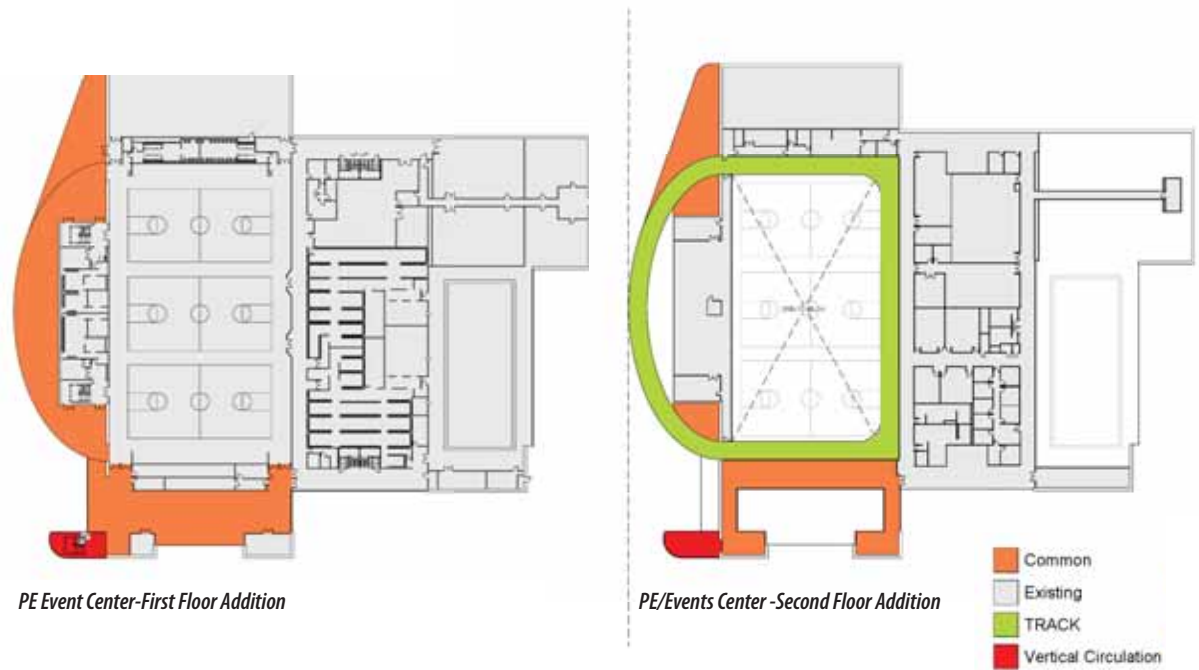 PE Event Center-First Floor Addition
PE/Events Center -Second Floor Addition
Common
Existing
TRACK
Vertical Circulation